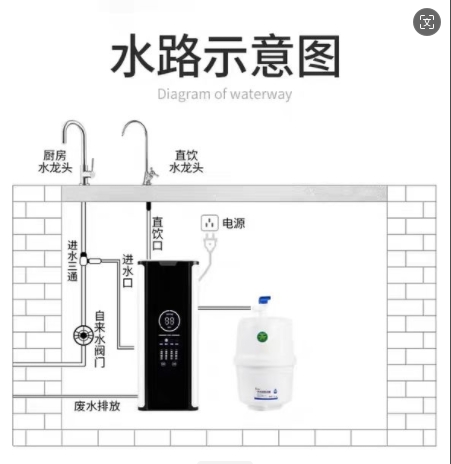 水路示意图
Diagram of waterway
厨房
水龙头
直饮
水龙头
直饮口
电源
进水三通
进水口
自来水阀门
废水排放